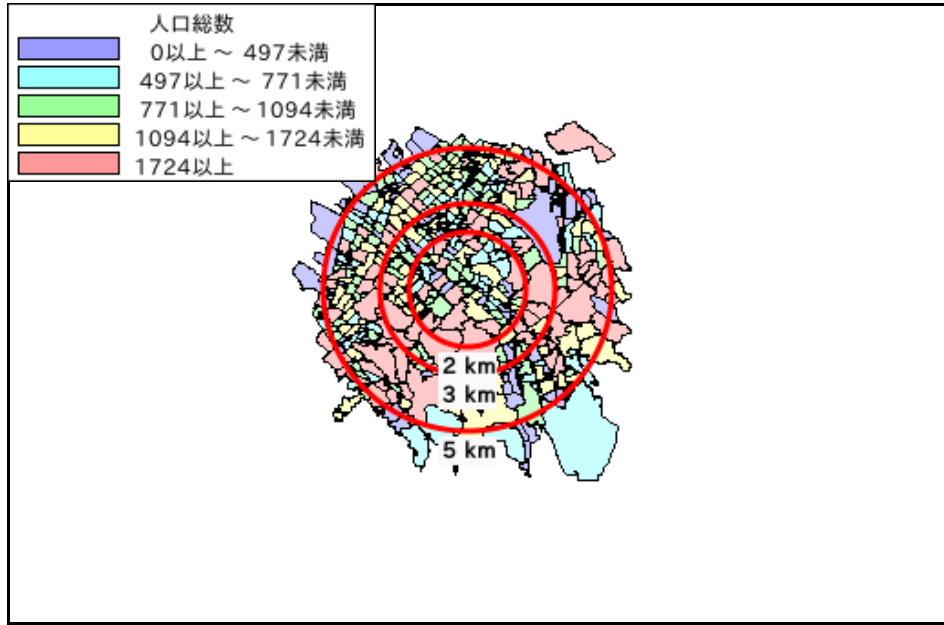 人口総数
0以上 ～ 497未満
497以上 ～ 771未満
771以上 ～ 1094未満
1094以上 ～ 1724未満
1724以上
2 km
3 km
5 km